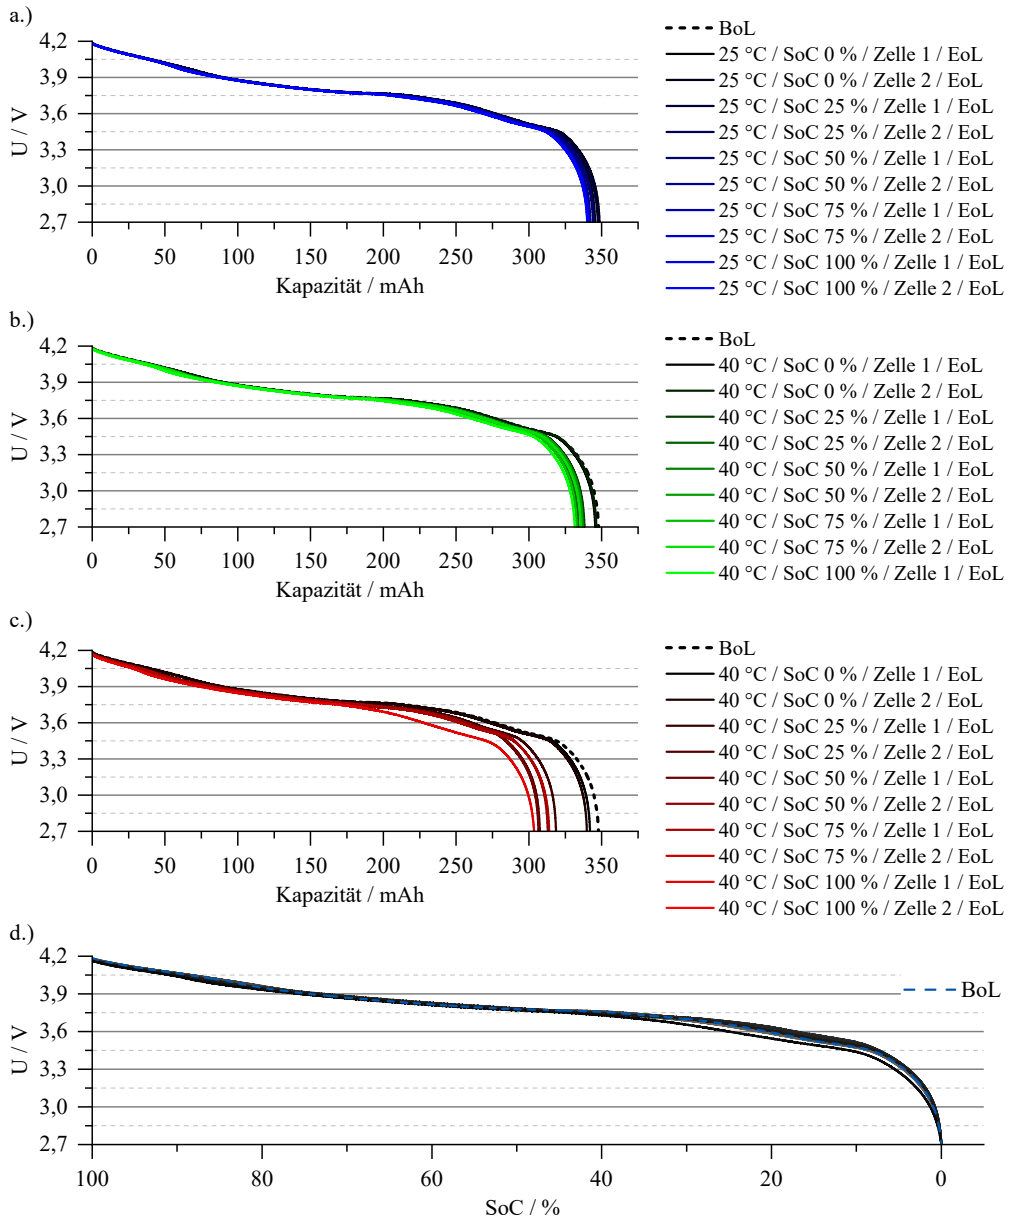 a.)
4,2
3,9
3,6
3,3
3,0
2,7
U / V
0 50 100 150 200 250 300 350
Kapazität / mAh
BoL
25 °C / SoC 0 % / Zelle 1 / EoL
25 °C / SoC 0 % / Zelle 2 / EoL
25 °C / SoC 25 % / Zelle 1 / EoL
25 °C / SoC 25 % / Zelle 2 / EoL
25 °C / SoC 50 % / Zelle 1 / EoL
25 °C / SoC 50 % / Zelle 2 / EoL
25 °C / SoC 75 % / Zelle 1 / EoL
25 °C / SoC 75 % / Zelle 2 / EoL
25 °C / SoC 100 % / Zelle 1 / EoL
25 °C / SoC 100 % / Zelle 2 / EoL
b.)
4,2
3,9
3,6
3,3
3,0
2,7
U / V
0 50 100 150 200 250 300 350
Kapazität / mAh
BoL
40 °C / SoC 0 % / Zelle 1 / EoL
40 °C / SoC 0 % / Zelle 2 / EoL
40 °C / SoC 25 % / Zelle 1 / EoL
40 °C / SoC 25 % / Zelle 2 / EoL
40 °C / SoC 50 % / Zelle 1 / EoL
40 °C / SoC 50 % / Zelle 2 / EoL
40 °C / SoC 75 % / Zelle 1 / EoL
40 °C / SoC 75 % / Zelle 2 / EoL
40 °C / SoC 100 % / Zelle 1 / EoL
c.)
4,2
3,9
3,6
3,3
3,0
2,7
U / V
0 50 100 150 200 250 300 350
Kapazität / mAh
BoL
40 °C / SoC 0 % / Zelle 1 / EoL
40 °C / SoC 0 % / Zelle 2 / EoL
40 °C / SoC 25 % / Zelle 1 / EoL
40 °C / SoC 25 % / Zelle 2 / EoL
40 °C / SoC 50 % / Zelle 1 / EoL
40 °C / SoC 50 % / Zelle 2 / EoL
40 °C / SoC 75 % / Zelle 1 / EoL
40 °C / SoC 75 % / Zelle 2 / EoL
40 °C / SoC 100 % / Zelle 1 / EoL
40 °C / SoC 100 % / Zelle 2 / EoL
d.)
4,2
3,9
3,6
3,3
3,0
2,7
U / V
BoL
100 80 60 40 20 0
SoC / %